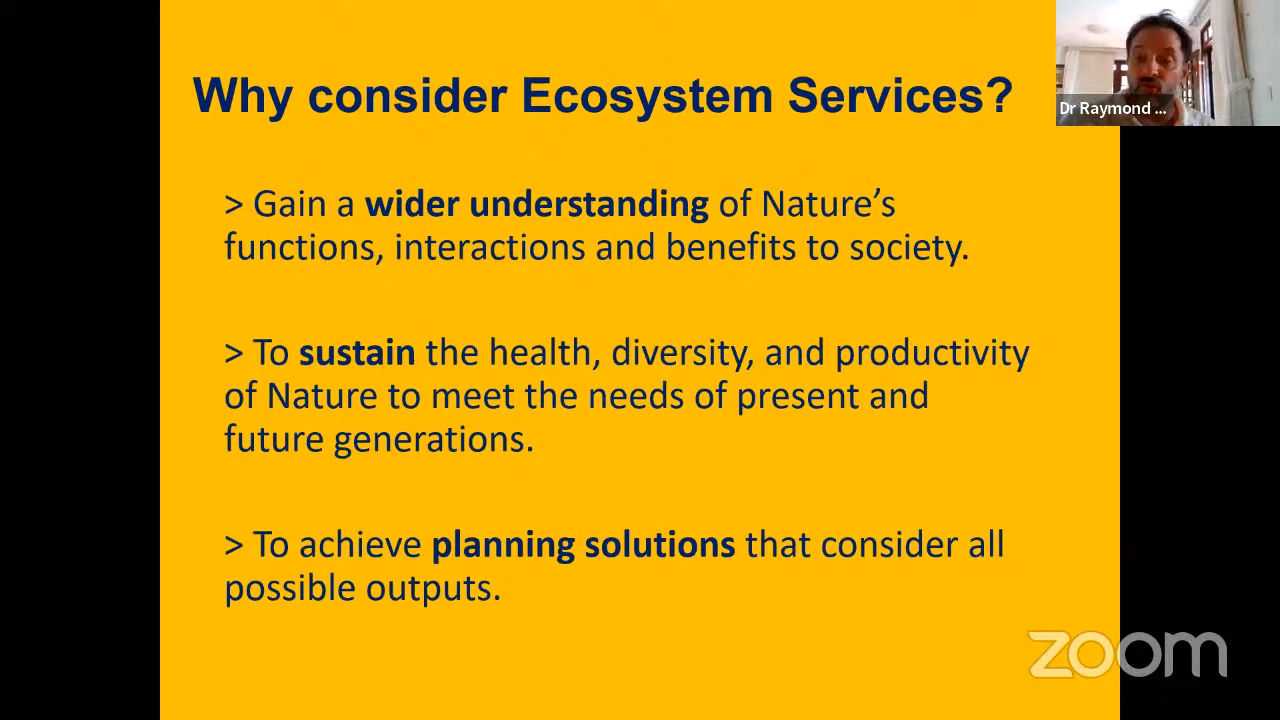 Why consider Ecosystem Services?
Dr Raymond ...
> Gain a wider understanding of Nature’s
functions, interactions and benefits to society.
> To sustain the health, diversity, and productivity
of Nature to meet the needs of present and
future generations.
> To achieve planning solutions that consider all
possible outputs.
zoom